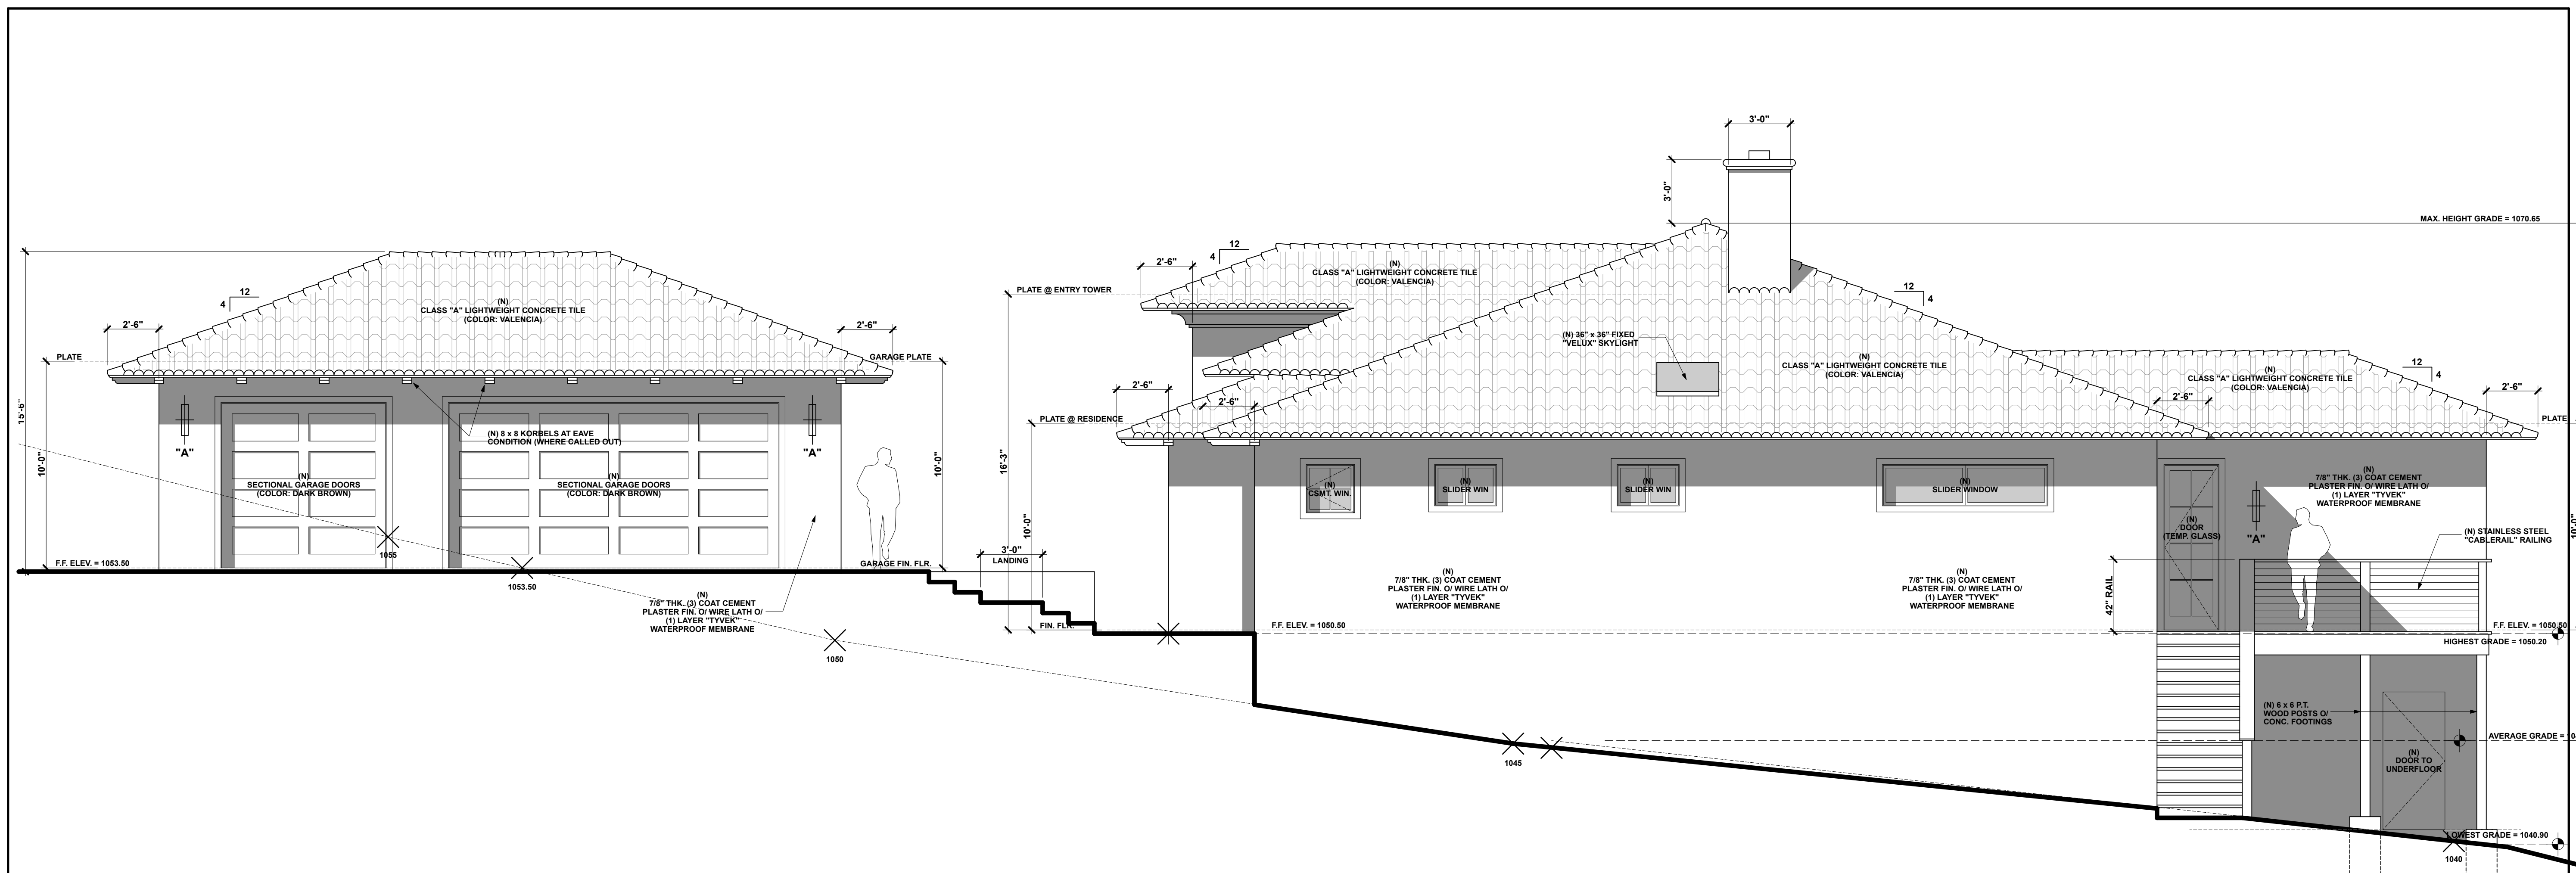 3'-0"
3'-0"
MAX. HEIGHT GRADE = 1070.65
12
4
2'-6"
(N)
CLASS "A" LIGHTWEIGHT CONCRETE TILE
(COLOR: VALENCIA)
PLATE @ ENTRY TOWER
12
4
(N)
CLASS "A" LIGHTWEIGHT CONCRETE TILE
(COLOR: VALENCIA)
2'-6"
2'-6"
12
4
(N) 36" x 36" FIXED
"VELUX" SKYLIGHT
(N)
CLASS "A" LIGHTWEIGHT CONCRETE TILE
(COLOR: VALENCIA)
12
4
(N)
CLASS "A" LIGHTWEIGHT CONCRETE TILE
(COLOR: VALENCIA)
PLATE
GARAGE PLATE
2'-6"
2'-6"
2'-6"
2'-6"
PLATE @ RESIDENCE
PLATE
15'-6"
10'-0"
"A"
(N) 8 x 8 KORBELS AT EAVE
CONDITION (WHERE CALLED OUT)
"A"
10'-0"
16'-3"
10'-0"
(N)
SECTIONAL GARAGE DOORS
(COLOR: DARK BROWN)
(N)
SECTIONAL GARAGE DOORS
(COLOR: DARK BROWN)
(N)
CSMT. WIN.
(N)
SLIDER WIN
(N)
SLIDER WIN
(N)
SLIDER WINDOW
(N)
7/8" THK. (3) COAT CEMENT
PLASTER FIN. O/ WIRE LATH O/
(1) LAYER "TYVEK"
WATERPROOF MEMBRANE
(N)
DOOR
(TEMP. GLASS)
"A"
(N) STAINLESS STEEL
"CABLERAIL" RAILING
10'-0"
1055
F.F. ELEV. = 1053.50
1053.50
GARAGE FIN. FLR.
3'-0"
LANDING
(N)
7/8" THK. (3) COAT CEMENT
PLASTER FIN. O/ WIRE LATH O/
(1) LAYER "TYVEK"
WATERPROOF MEMBRANE
(N)
7/8" THK. (3) COAT CEMENT
PLASTER FIN. O/ WIRE LATH O/
(1) LAYER "TYVEK"
WATERPROOF MEMBRANE
(N)
7/8" THK. (3) COAT CEMENT
PLASTER FIN. O/ WIRE LATH O/
(1) LAYER "TYVEK"
WATERPROOF MEMBRANE
42" RAIL
FIN. FLR.
F.F. ELEV. = 1050.50
F.F. ELEV. = 1050.50
HIGHEST GRADE = 1050.20
1050
(N) 6 x 6 P.T.
WOOD POSTS O/
CONC. FOOTINGS
1045
AVERAGE GRADE =
(N)
DOOR TO
UNDERFLOOR
LOWEST GRADE = 1040.90
1040